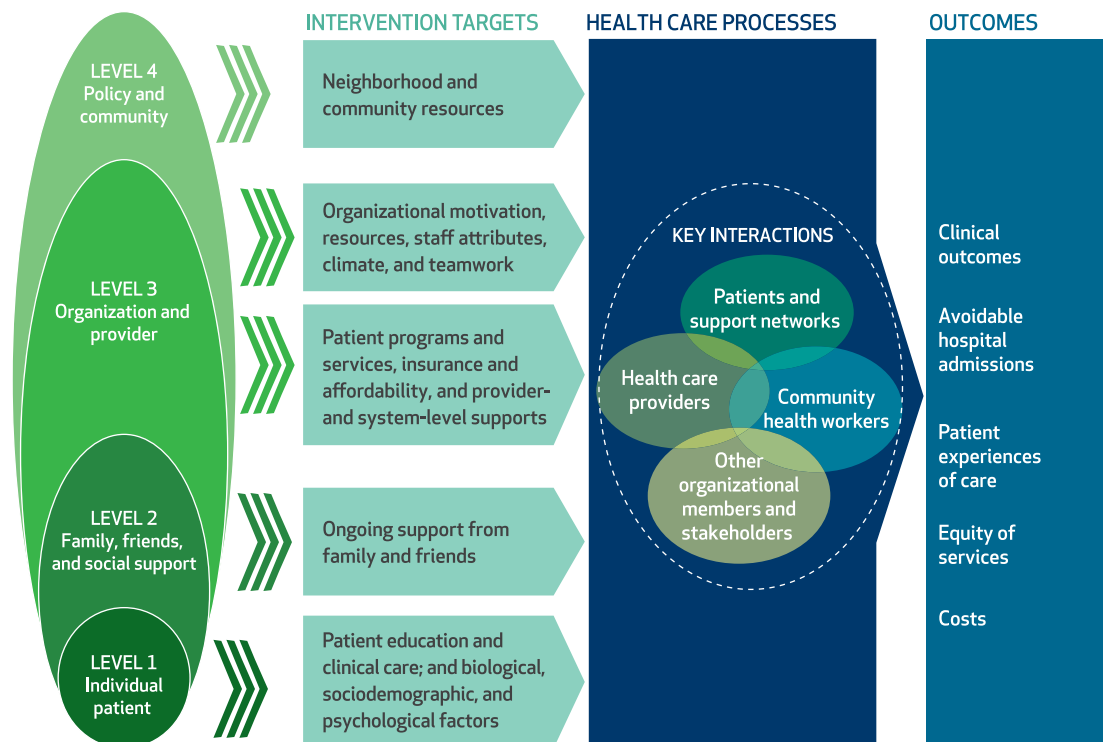 INTERVENTION TARGETS
HEALTH CARE PROCESSES
OUTCOMES
LEVEL 4
Policy and
community
Neighborhood and
community resources
LEVEL 3
Organization and
provider
Organizational motivation,
resources, staff attributes,
climate, and teamwork
Patient programs and
services, insurance and
affordability, and provider-
and system-level supports
LEVEL 2
Family, friends,
and social support
Ongoing support from
family and friends
LEVEL 1
Individual
patient
Patient education and
clinical care; and biological,
sociodemographic, and
psychological factors
KEY INTERACTIONS
Patients and
support networks
Health care
providers
Community
health workers
Other
organizational
members and
stakeholders
Clinical
outcomes
Avoidable
hospital
admissions
Patient
experiences
of care
Equity of
services
Costs